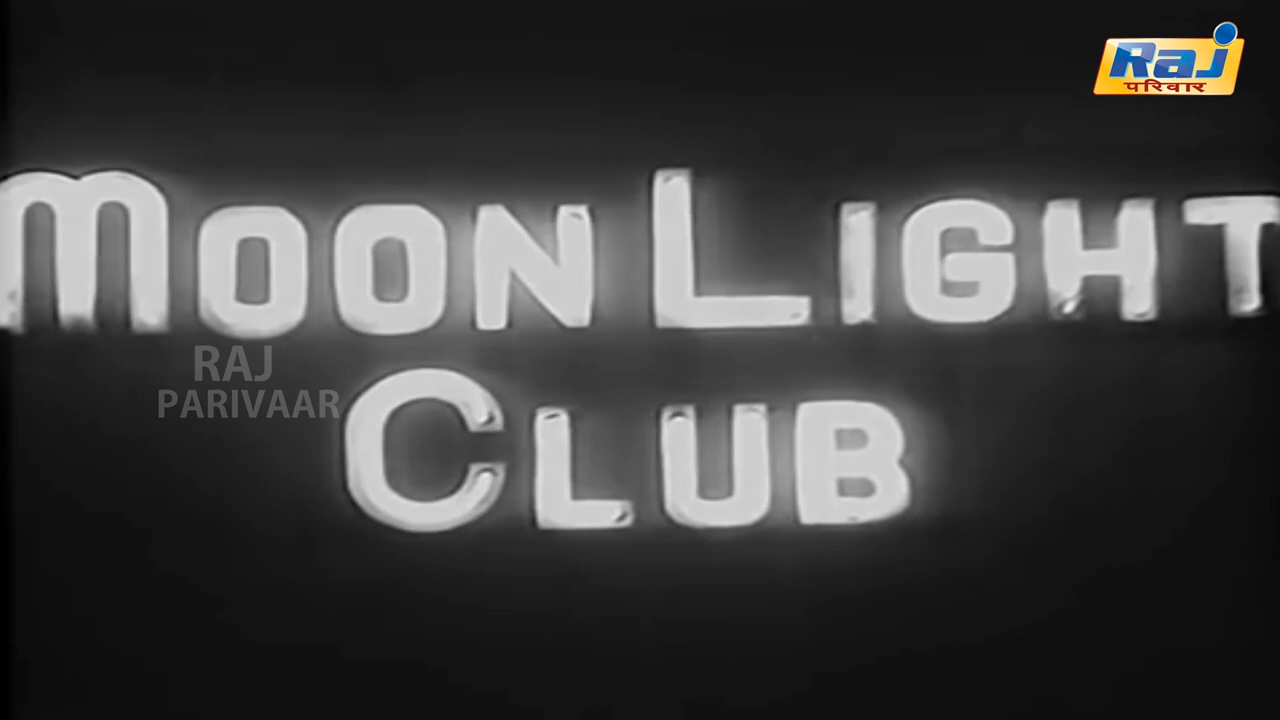 Raj
परिवार
MOON LIGHT
RAJ
PARIVAAR
CLUB